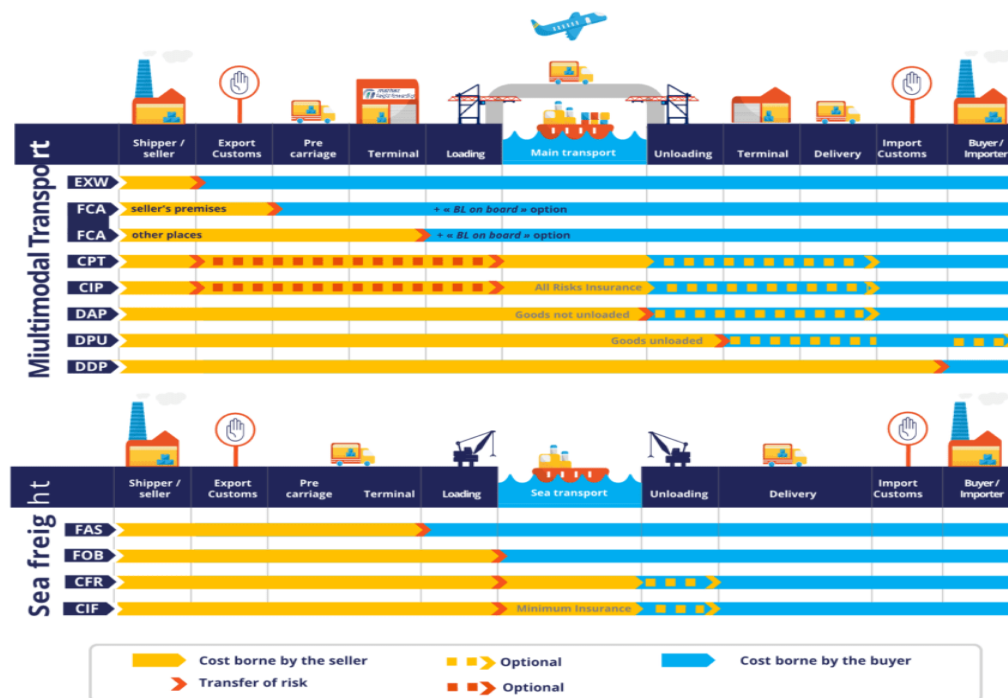 Shipper /
seller
Export
Customs
Pre
carriage
Terminal
Loading
Main transport
Unloading
Terminal
Delivery
Import
Customs
Buyer/
Importer
Miultimodal Transport
EXW
FCA seller's premises + « BL on board » option
FCA other places + « BL on board » option
CPT
CIP All Risks Insurance
DAP Goods not unloaded
DPU Goods unloaded
DDP
Shipper /
seller
Export
Customs
Pre
carriage
Terminal
Loading
Sea transport
Unloading
Delivery
Import
Customs
Buyer /
Importer
Sea freight
FAS
FOB
CFR
CIF Minimum Insurance
Cost borne by the seller
Optional
Cost borne by the buyer
Transfer of risk
Optional